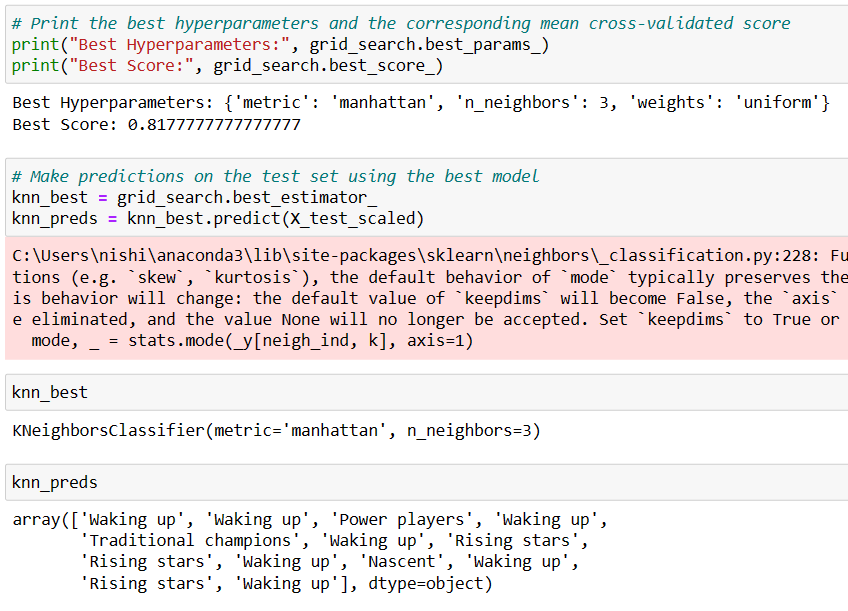 # Print the best hyperparameters and the corresponding mean cross-validated score
print("Best Hyperparameters:", grid_search.best_params_)
print("Best Score:", grid_search.best_score_)
Best Hyperparameters: {'metric': 'manhattan', 'n_neighbors': 3, 'weights': 'uniform'}
Best Score: 0.8177777777777777
# Make predictions on the test set using the best model
knn_best = grid_search.best_estimator_
knn_preds = knn_best.predict(X_test_scaled)
C:\Users\nishi\anaconda3\lib\site-packages\sklearn\neighbors\_classification.py:228: Fu
tions (e.g. `skew`, `kurtosis`), the default behavior of `mode` typically preserves the
is behavior will change: the default value of `keepdims` will become False, the `axis`
e eliminated, and the value None will no longer be accepted. Set `keepdims` to True or
  mode, _ = stats.mode(_y[neigh_ind, k], axis=1)
knn_best
KNeighborsClassifier(metric='manhattan', n_neighbors=3)
knn_preds
array(['Waking up', 'Waking up', 'Power players', 'Waking up',
       'Traditional champions', 'Waking up', 'Rising stars',
       'Rising stars', 'Waking up', 'Nascent', 'Waking up',
       'Rising stars', 'Waking up'], dtype=object)